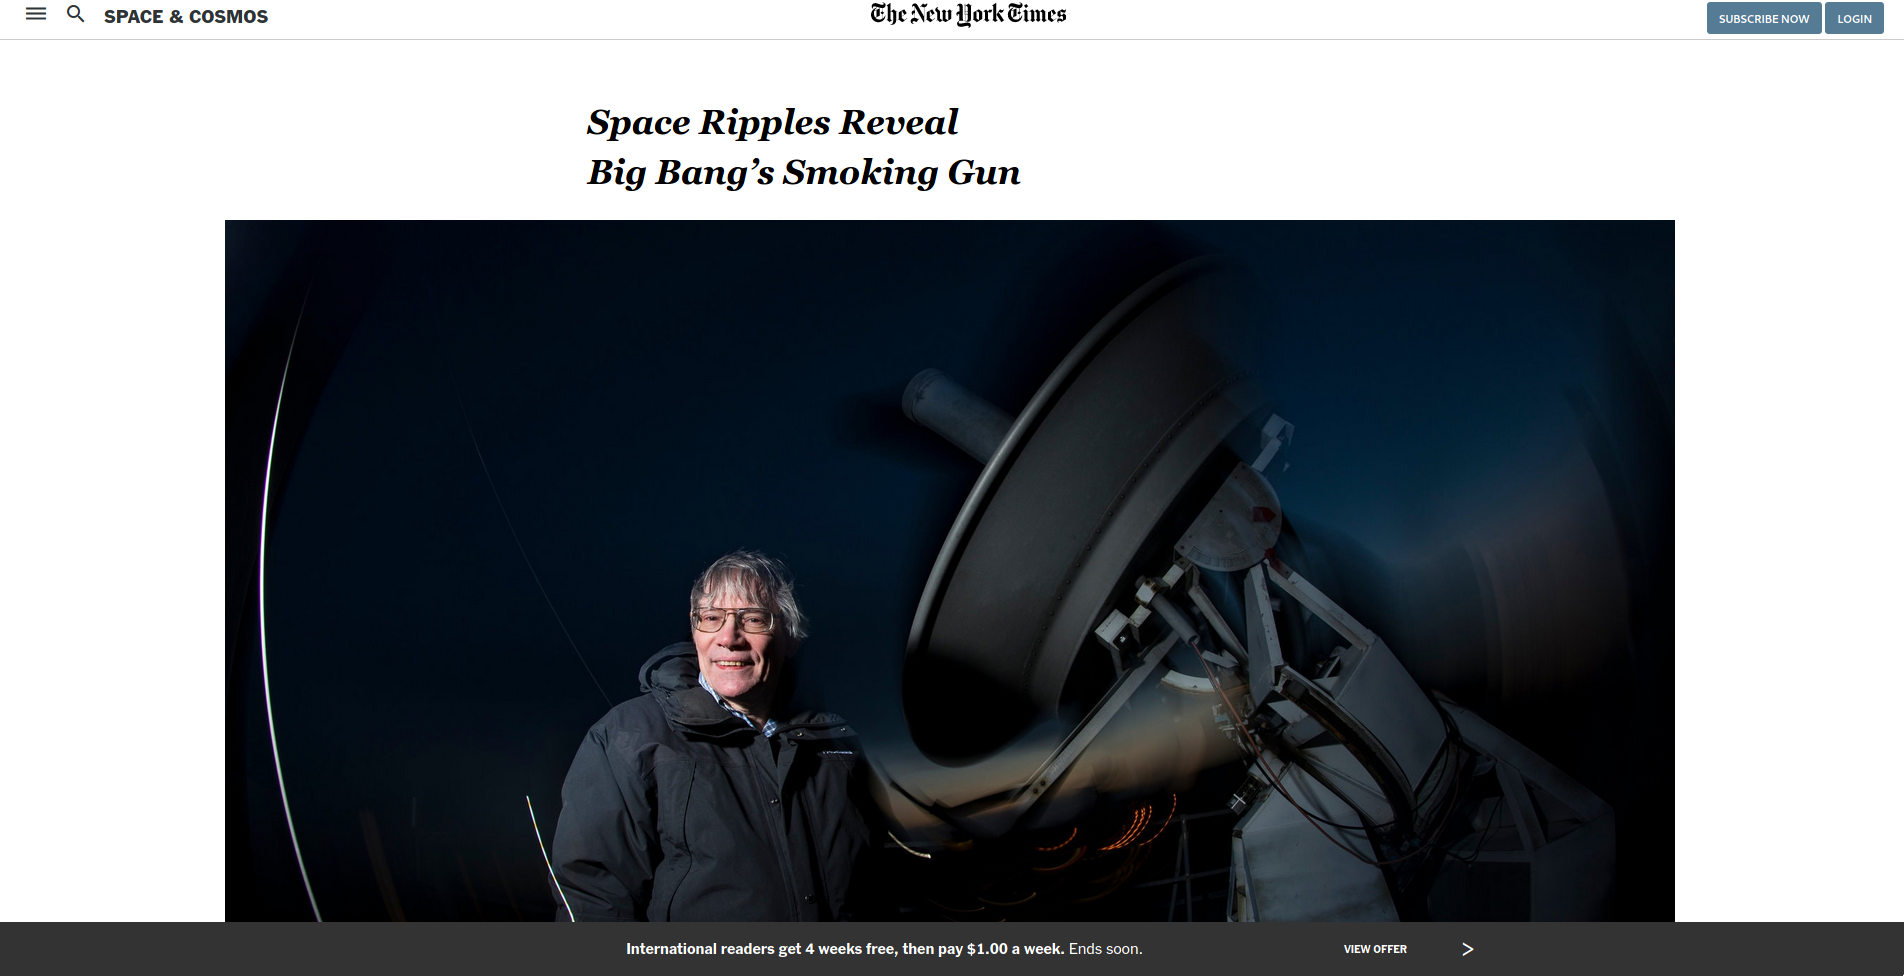 SPACE & COSMOS
The New York Times
SUBSCRIBE NOW
LOGIN
Space Ripples Reveal
Big Bang’s Smoking Gun
International readers get 4 weeks free, then pay $1.00 a week. Ends soon.
VIEW OFFER